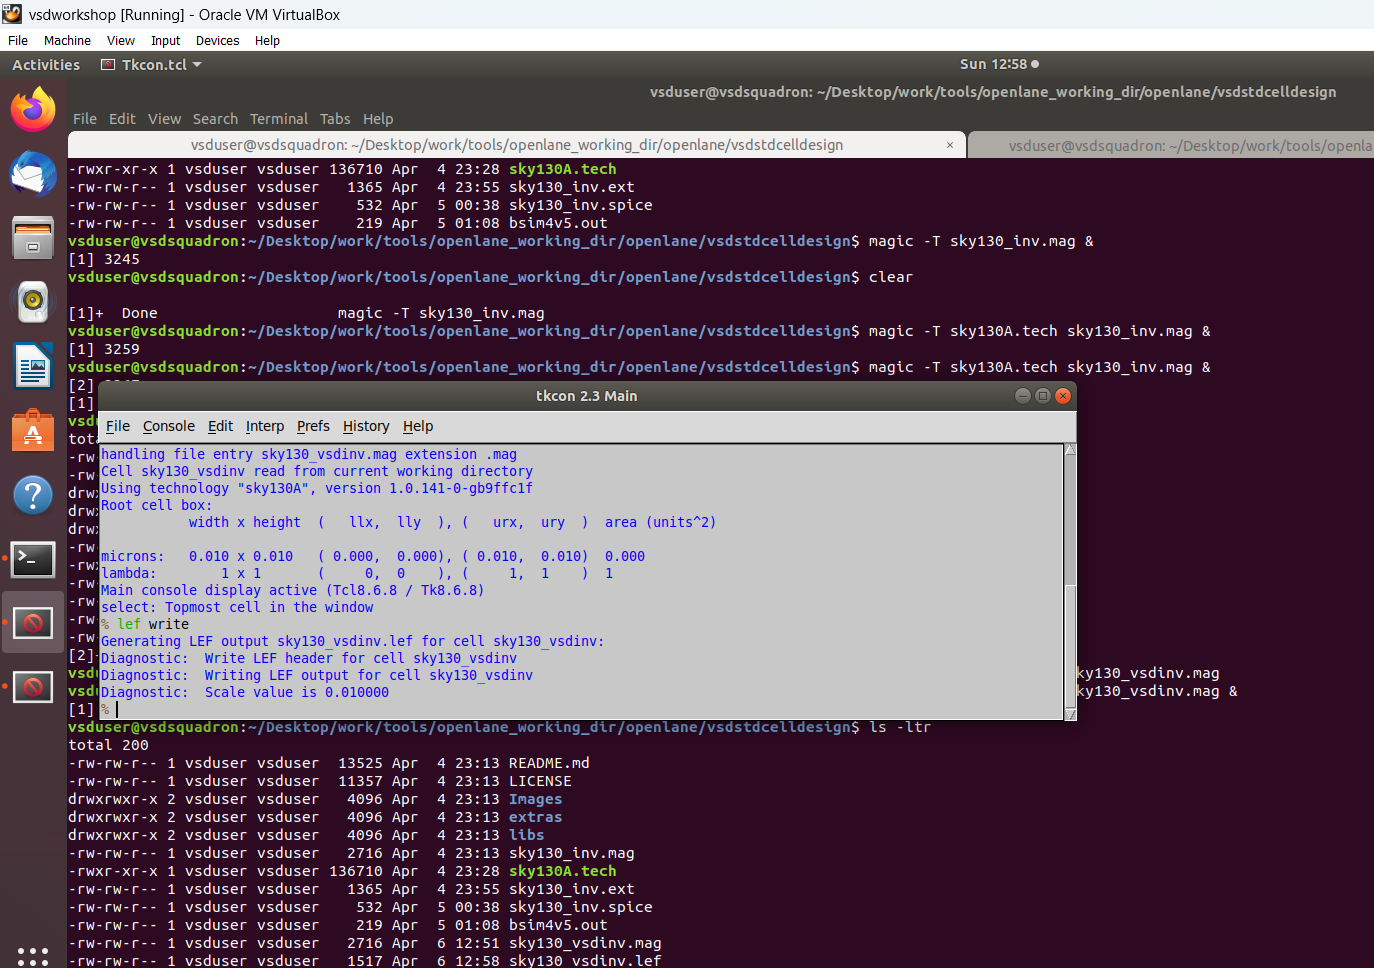 vsdworkshop [Running] - Oracle VM VirtualBox
File Machine View Input Devices Help
Activities Tkcon.tcl Sun 12:58
vsduser@vsdsquadron: ~/Desktop/work/tools/openlane_working_dir/openlane/vsdstdcelldesign
File Edit View Search Terminal Tabs Help
vsduser@vsdsquadron: ~/Desktop/work/tools/openlane_working_dir/openlane/vsdstdcelldesign × vsduser@vsdsquadron: ~/Desktop/work/tools/openla
-rwxr-xr-x 1 vsduser vsduser 136710 Apr  4 23:28 sky130A.tech
-rw-rw-r-- 1 vsduser vsduser   1365 Apr  4 23:55 sky130_inv.ext
-rw-rw-r-- 1 vsduser vsduser    532 Apr  5 00:38 sky130_inv.spice
-rw-rw-r-- 1 vsduser vsduser    219 Apr  5 01:08 bsim4v5.out
vsduser@vsdsquadron:~/Desktop/work/tools/openlane_working_dir/openlane/vsdstdcelldesign$ magic -T sky130_inv.mag &
[1] 3245
vsduser@vsdsquadron:~/Desktop/work/tools/openlane_working_dir/openlane/vsdstdcelldesign$ clear
[1]+  Done                    magic -T sky130_inv.mag
vsduser@vsdsquadron:~/Desktop/work/tools/openlane_working_dir/openlane/vsdstdcelldesign$ magic -T sky130A.tech sky130_inv.mag &
[1] 3259
vsduser@vsdsquadron:~/Desktop/work/tools/openlane_working_dir/openlane/vsdstdcelldesign$ magic -T sky130A.tech sky130_inv.mag &
[2]
[1]
vsd
tota
-rw-
-rw-
drwx
drwx
drwx
-rw-
-rwx
-rw-
-rw-
-rw-
-rw-
[2]-
vsd ky130_vsdinv.mag
vsd ky130_vsdinv.mag &
[1]
tkcon 2.3 Main
File Console Edit Interp Prefs History Help
handling file entry sky130_vsdinv.mag extension .mag
Cell sky130_vsdinv read from current working directory
Using technology "sky130A", version 1.0.141-0-gb9ffc1f
Root cell box:
           width x height  (   llx,  lly  ), (   urx,  ury  )  area (units^2)
microns:   0.010 x 0.010   ( 0.000,  0.000), ( 0.010,  0.010)  0.000
lambda:        1 x 1       (     0,  0    ), (     1,  1    )  1
Main console display active (Tcl8.6.8 / Tk8.6.8)
select: Topmost cell in the window
% lef write
Generating LEF output sky130_vsdinv.lef for cell sky130_vsdinv:
Diagnostic:  Write LEF header for cell sky130_vsdinv
Diagnostic:  Writing LEF output for cell sky130_vsdinv
Diagnostic:  Scale value is 0.010000
%
vsduser@vsdsquadron:~/Desktop/work/tools/openlane_working_dir/openlane/vsdstdcelldesign$ ls -ltr
total 200
-rw-rw-r-- 1 vsduser vsduser  13525 Apr  4 23:13 README.md
-rw-rw-r-- 1 vsduser vsduser  11357 Apr  4 23:13 LICENSE
drwxrwxr-x 2 vsduser vsduser   4096 Apr  4 23:13 Images
drwxrwxr-x 2 vsduser vsduser   4096 Apr  4 23:13 extras
drwxrwxr-x 2 vsduser vsduser   4096 Apr  4 23:13 libs
-rw-rw-r-- 1 vsduser vsduser   2716 Apr  4 23:13 sky130_inv.mag
-rwxr-xr-x 1 vsduser vsduser 136710 Apr  4 23:28 sky130A.tech
-rw-rw-r-- 1 vsduser vsduser   1365 Apr  4 23:55 sky130_inv.ext
-rw-rw-r-- 1 vsduser vsduser    532 Apr  5 00:38 sky130_inv.spice
-rw-rw-r-- 1 vsduser vsduser    219 Apr  5 01:08 bsim4v5.out
-rw-rw-r-- 1 vsduser vsduser   2716 Apr  6 12:51 sky130_vsdinv.mag
-rw-rw-r-- 1 vsduser vsduser   1517 Apr  6 12:58 sky130_vsdinv.lef